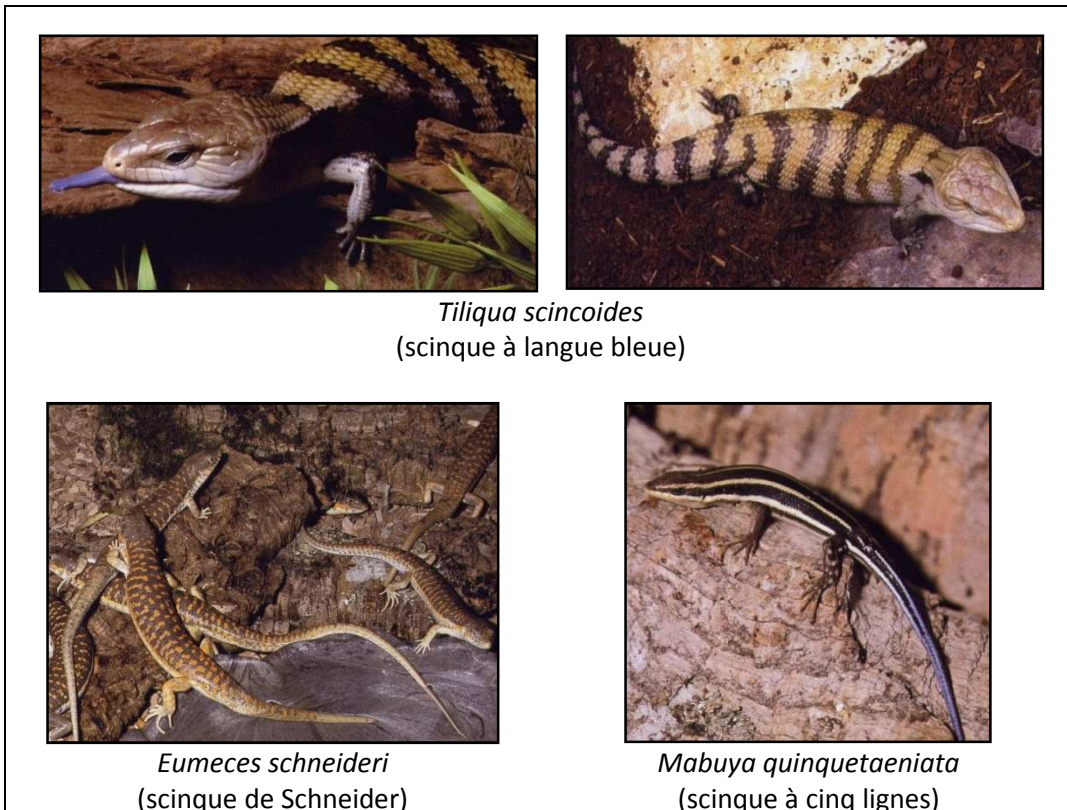 Tiliqua scincoides
(scinque à langue bleue)
Eumeces schneideri
(scinque de Schneider)
Mabuya quinquetaeniata
(scinque à cinq lignes)